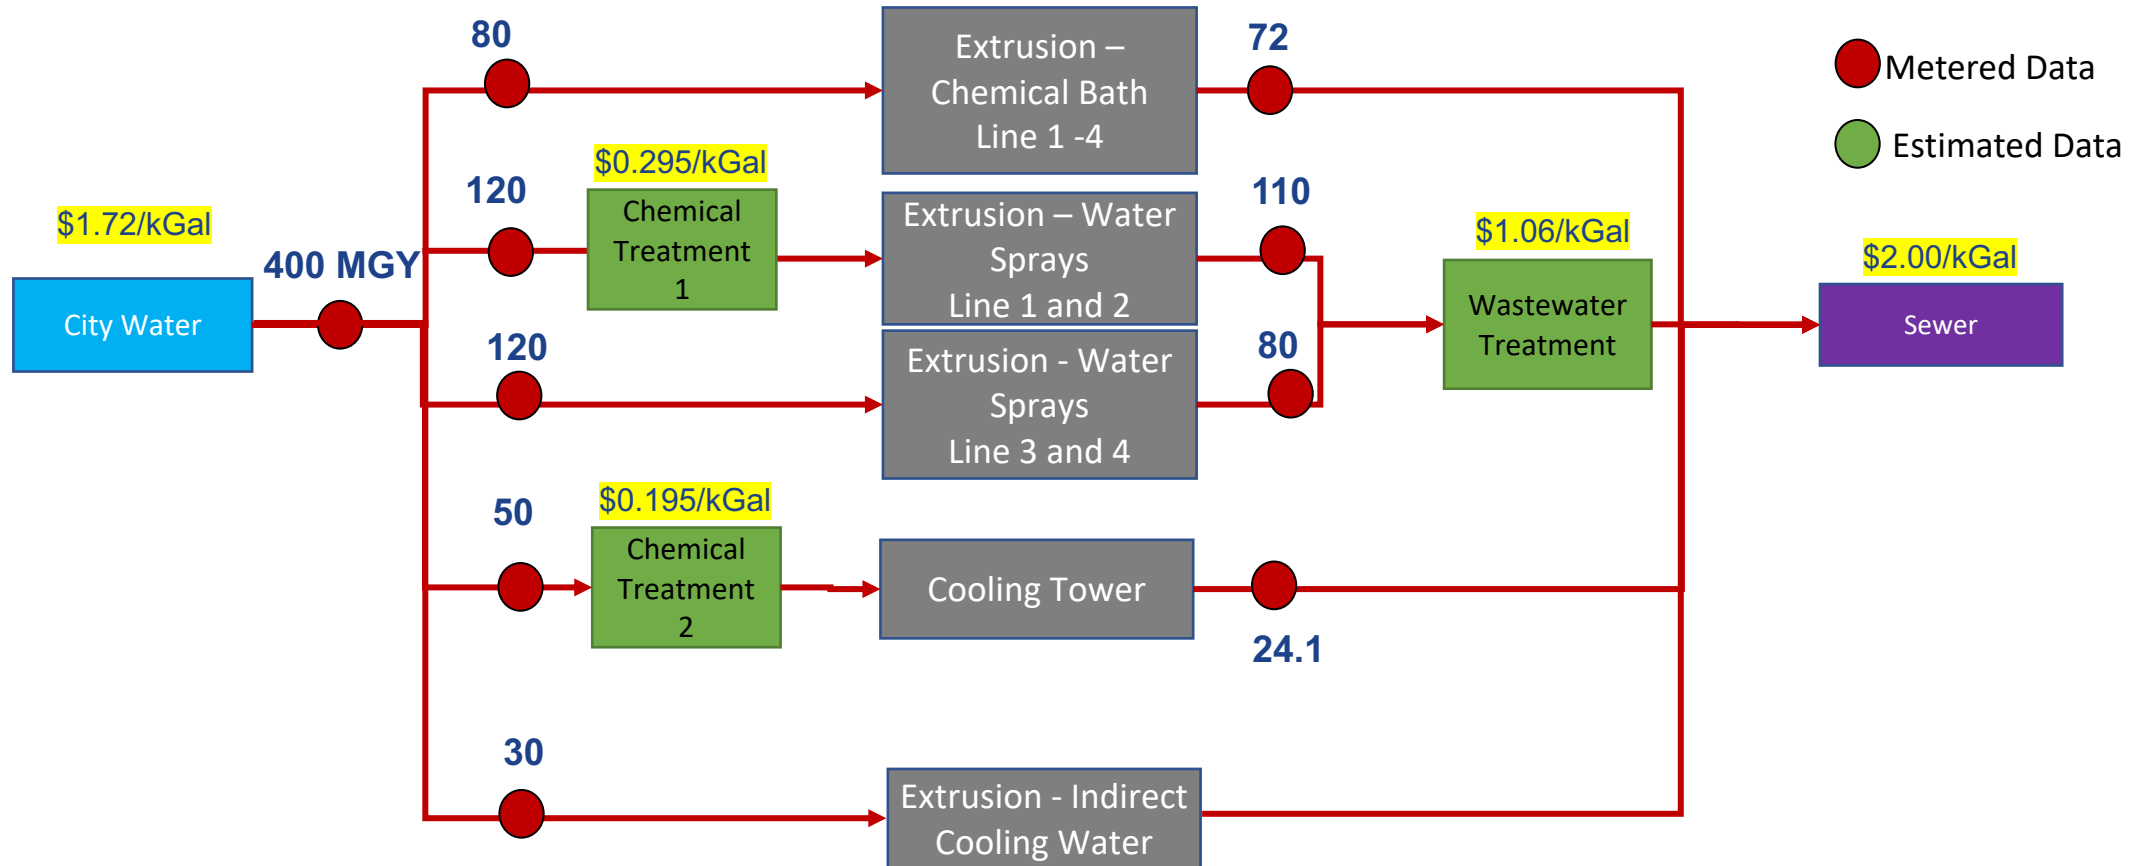 80
72
Extrusion –
Chemical Bath
Line 1 -4
Metered Data
Estimated Data
$0.295/kGal
120
Chemical
Treatment
1
Extrusion – Water
Sprays
Line 1 and 2
110
$1.72/kGal
400 MGY
City Water
$1.06/kGal
Wastewater
Treatment
$2.00/kGal
Sewer
120
Extrusion - Water
Sprays
Line 3 and 4
80
50
$0.195/kGal
Chemical
Treatment
2
Cooling Tower
24.1
30
Extrusion - Indirect
Cooling Water